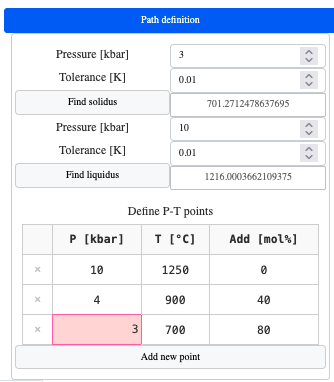 Path definition
Pressure [kbar] 3
Tolerance [K] 0.01
Find solidus 701.2712478637695
Pressure [kbar] 10
Tolerance [K] 0.01
Find liquidus 1216.0003662109375
Define P-T points
P [kbar] T [°C] Add [mol%]
× 10 1250 0
× 4 900 40
× 3 700 80
Add new point